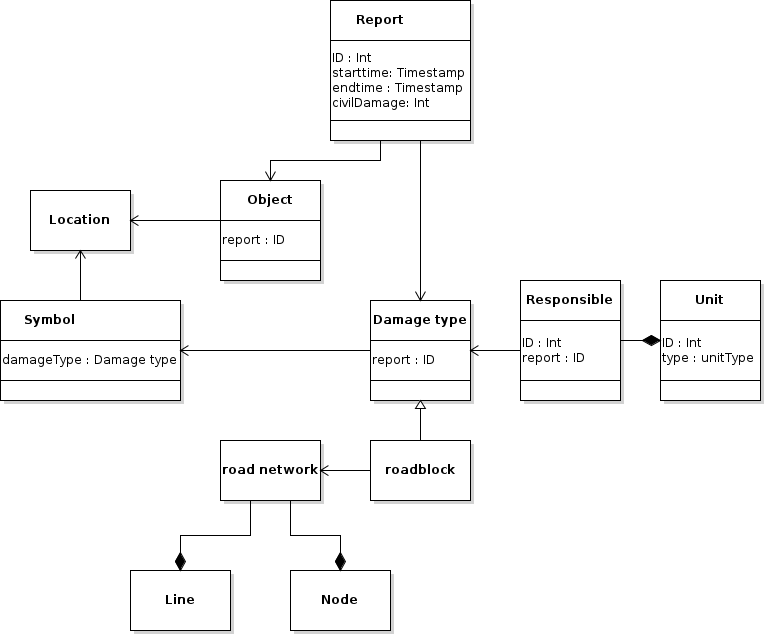 Report
ID : Int
starttime: Timestamp
endtime : Timestamp
civilDamage: Int
Object
report : ID
Location
Symbol
damageType : Damage type
Damage type
report : ID
Responsible
ID : Int
report : ID
Unit
ID : Int
type : unitType
road network
roadblock
Line
Node